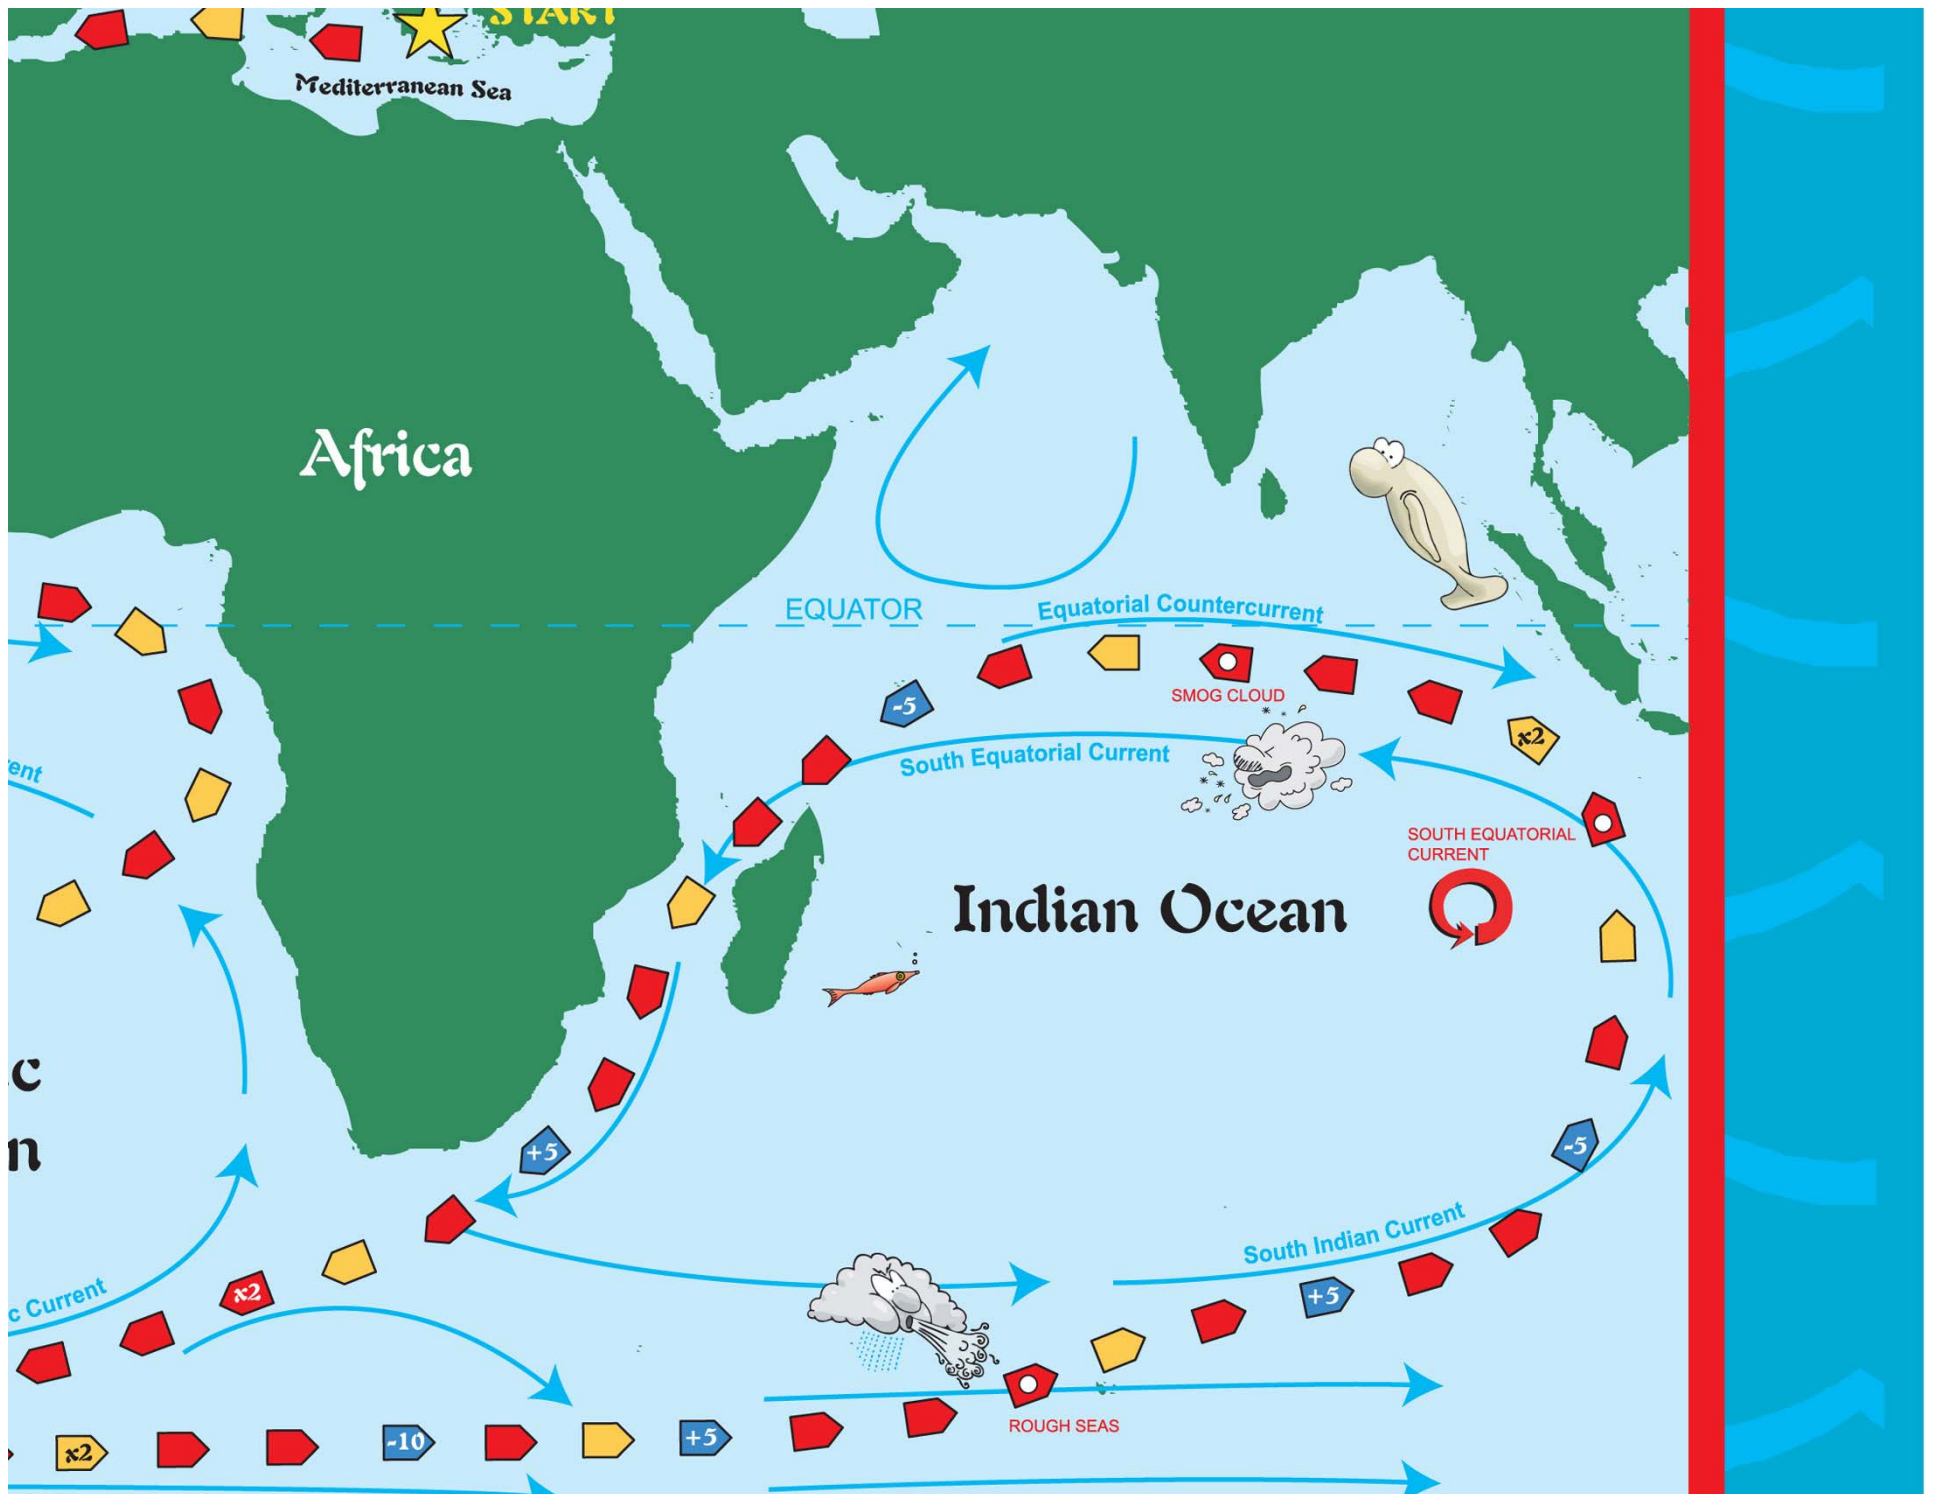 START
Mediterranean Sea
Africa
EQUATOR
Equatorial Countercurrent
SMOG CLOUD
-5
x2
South Equatorial Current
ent
SOUTH EQUATORIAL
CURRENT
Indian Ocean
c
n
+5
-5
South Indian Current
+5
x2
c Current
ROUGH SEAS
x2
-10
+5